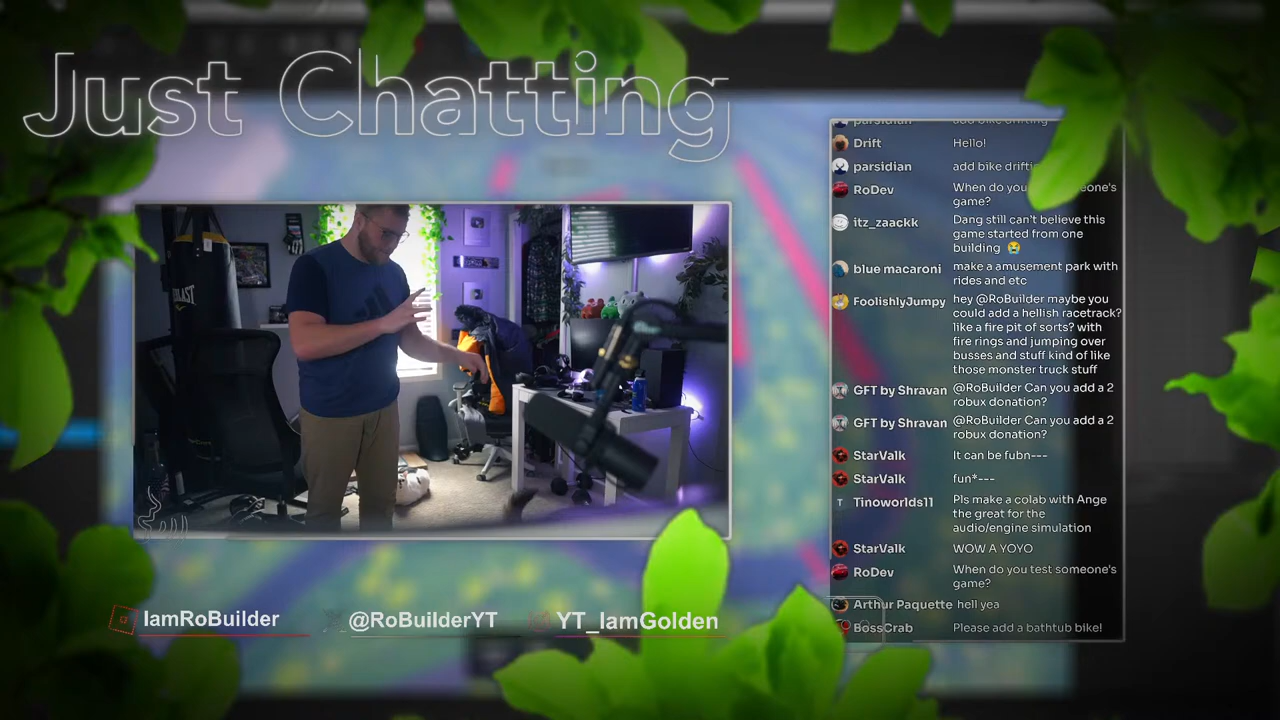 Just Chatting
parsidian add bike drifting
Drift Hello!
parsidian add bike drifti
RoDev When do you eone's
game?
itz_zaackk Dang still can't believe this
game started from one
building 😭
blue macaroni make a amusement park with
rides and etc
FoolishlyJumpy hey @RoBuilder maybe you
could add a hellish racetrack?
like a fire pit of sorts? with
fire rings and jumping over
busses and stuff kind of like
those monster truck stuff
GFT by Shravan @RoBuilder Can you add a 2
robux donation?
GFT by Shravan @RoBuilder Can you add a 2
robux donation?
StarValk It can be fubn---
StarValk fun*---
T Tinoworlds11 Pls make a colab with Ange
the great for the
audio/engine simulation
StarValk WOW A YOYO
RoDev When do you test someone's
game?
Arthur Paquette hell yea
BossCrab Please add a bathtub bike!
IamRoBuilder
@RoBuilderYT
YT_IamGolden